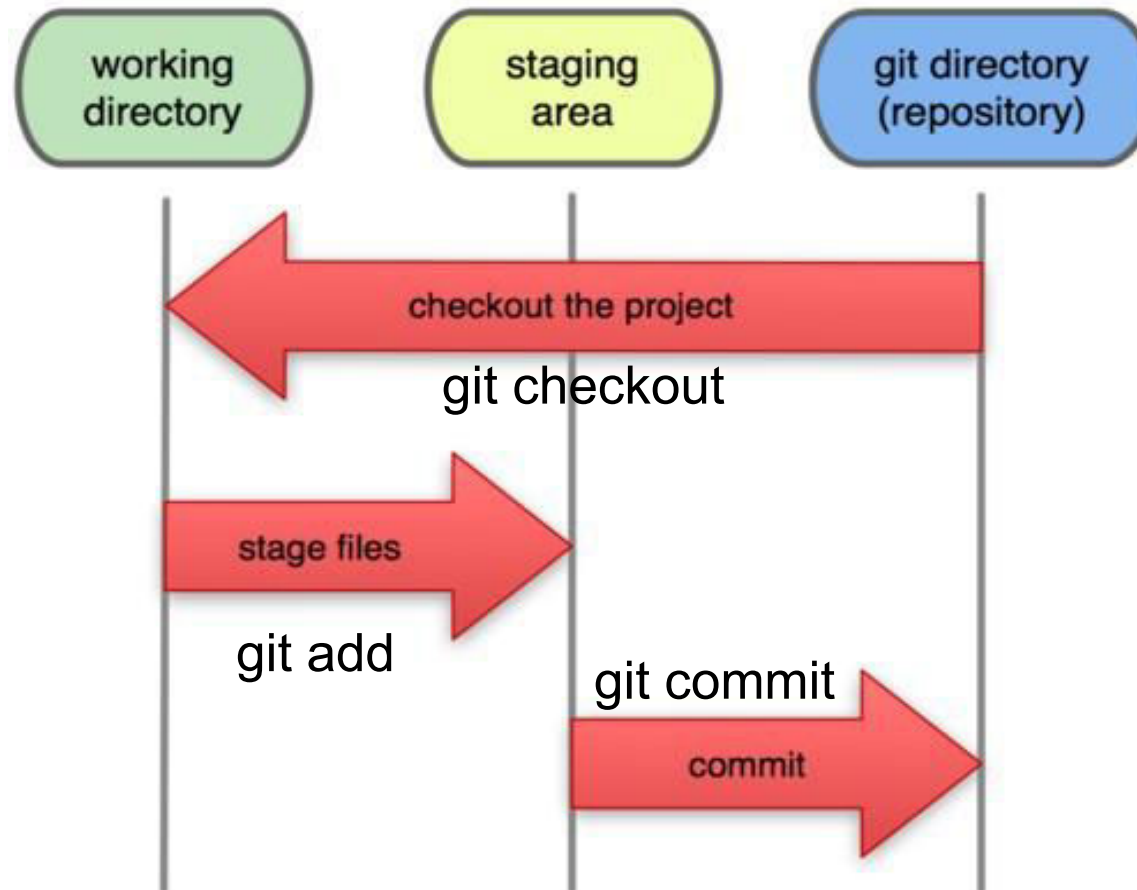 working
directory
staging
area
git directory
(repository)
checkout the project
git checkout
stage files
git add
git commit
commit